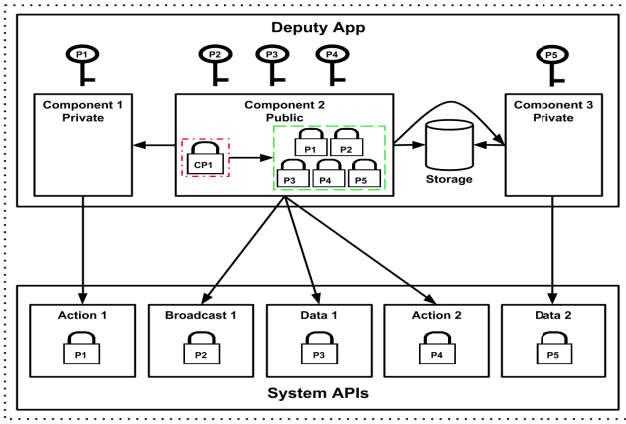 Deputy App
P1 P2 P3 P4 P5
Component 1
Private
Component 2
Public
Component 3
Private
CP1
P1 P2
P3 P4 P5
Storage
Action 1
P1
Broadcast 1
P2
Data 1
P3
Action 2
P4
Data 2
P5
System APIs